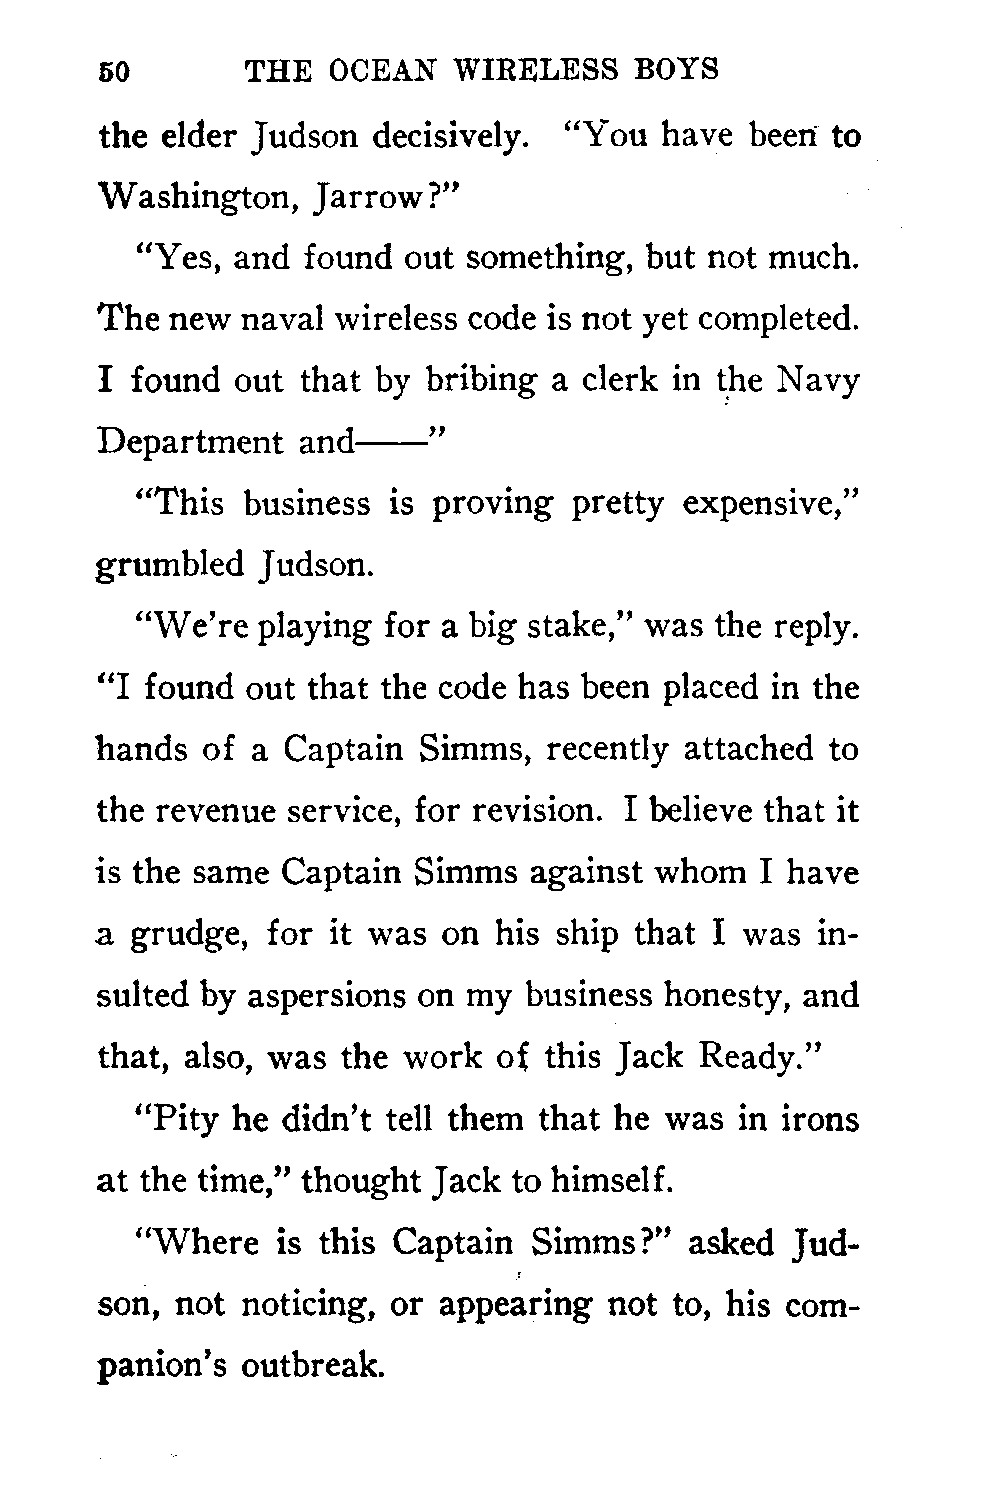 50 THE OCEAN WIRELESS BOYS
the elder Judson decisively. “You have been to
Washington, Jarrow?”
“Yes, and found out something, but not much.
The new naval wireless code is not yet completed.
I found out that by bribing a clerk in the Navy
Department and——”
“This business is proving pretty expensive,”
grumbled Judson.
“We’re playing for a big stake,” was the reply.
“I found out that the code has been placed in the
hands of a Captain Simms, recently attached to
the revenue service, for revision. I believe that it
is the same Captain Simms against whom I have
a grudge, for it was on his ship that I was in-
sulted by aspersions on my business honesty, and
that, also, was the work of this Jack Ready.”
“Pity he didn’t tell them that he was in irons
at the time,” thought Jack to himself.
“Where is this Captain Simms?” asked Jud-
son, not noticing, or appearing not to, his com-
panion’s outbreak.